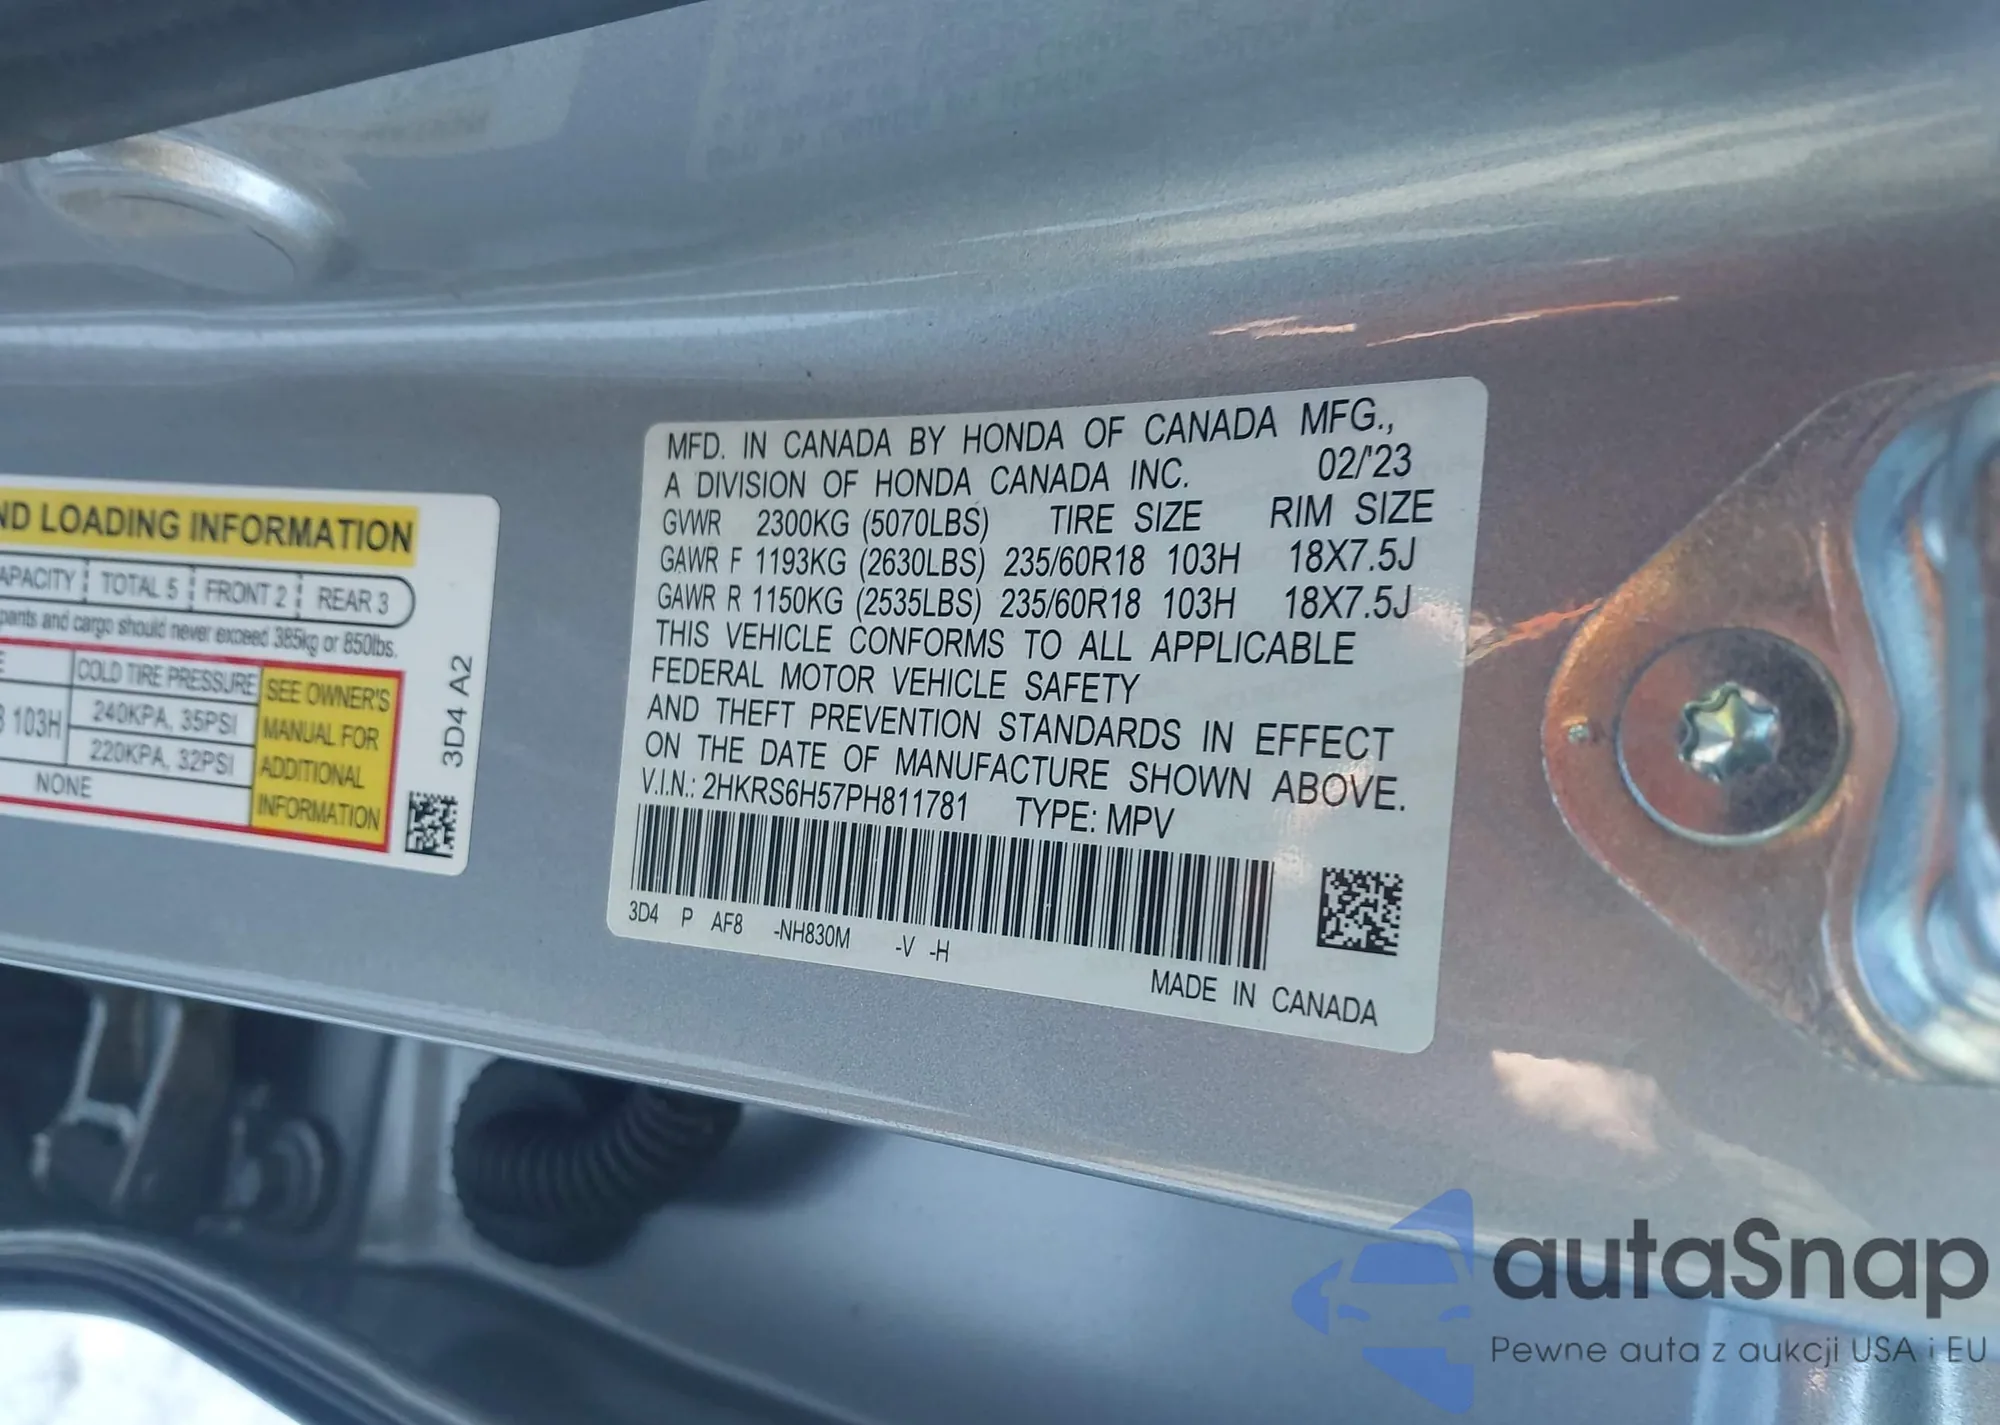 ND LOADING INFORMATION
APACITY TOTAL 5 FRONT 2 REAR 3
pants and cargo should never exceed 385kg or 850lbs.
E COLD TIRE PRESSURE
103H 240KPA, 35PSI
220KPA, 32PSI
NONE
SEE OWNER'S
MANUAL FOR
ADDITIONAL
INFORMATION
3D4 A2
MFD. IN CANADA BY HONDA OF CANADA MFG.,
A DIVISION OF HONDA CANADA INC. 02/'23
GVWR 2300KG (5070LBS) TIRE SIZE RIM SIZE
GAWR F 1193KG (2630LBS) 235/60R18 103H 18X7.5J
GAWR R 1150KG (2535LBS) 235/60R18 103H 18X7.5J
THIS VEHICLE CONFORMS TO ALL APPLICABLE
FEDERAL MOTOR VEHICLE SAFETY
AND THEFT PREVENTION STANDARDS IN EFFECT
ON THE DATE OF MANUFACTURE SHOWN ABOVE.
V.I.N.: 2HKRS6H57PH811781 TYPE: MPV
3D4 P AF8 -NH830M -V -H
MADE IN CANADA
autaSnap
Pewne auta z aukcji USA i EU